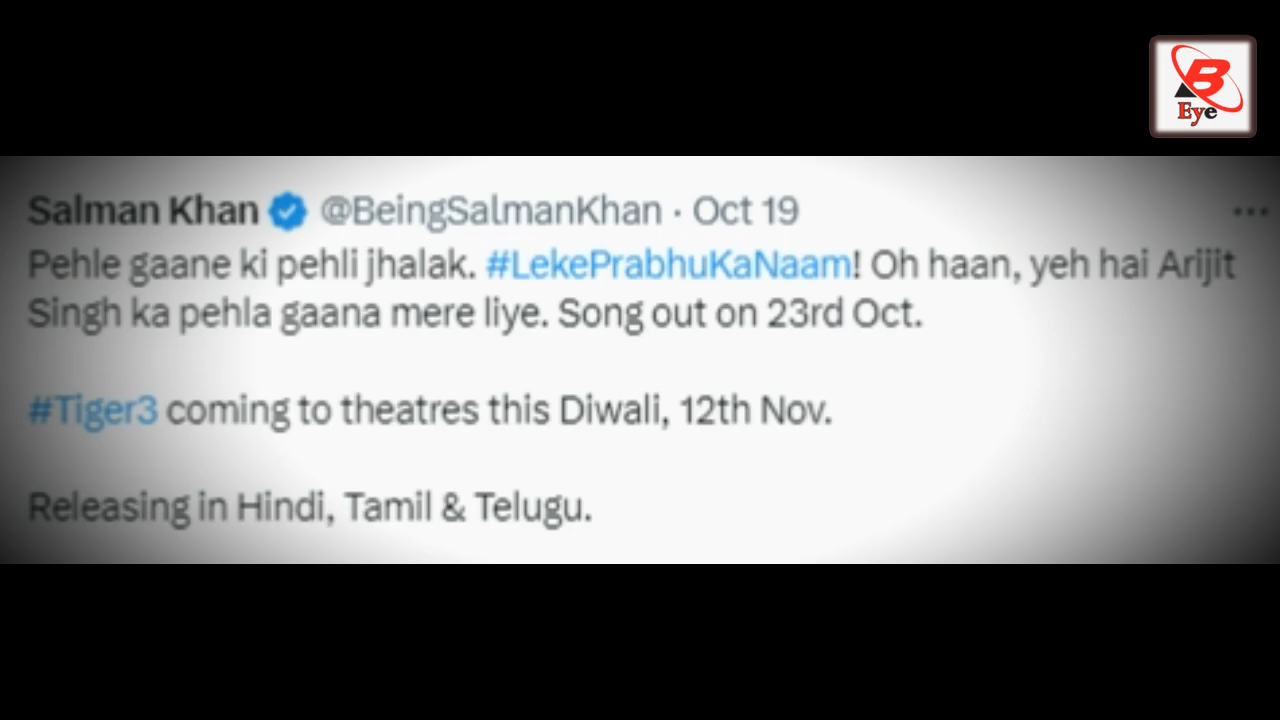 B
Eye
Salman Khan @BeingSalmanKhan · Oct 19
Pehle gaane ki pehli jhalak. #LekePrabhuKaNaam! Oh haan, yeh hai Arijit
Singh ka pehla gaana mere liye. Song out on 23rd Oct.
#Tiger3 coming to theatres this Diwali, 12th Nov.
Releasing in Hindi, Tamil & Telugu.